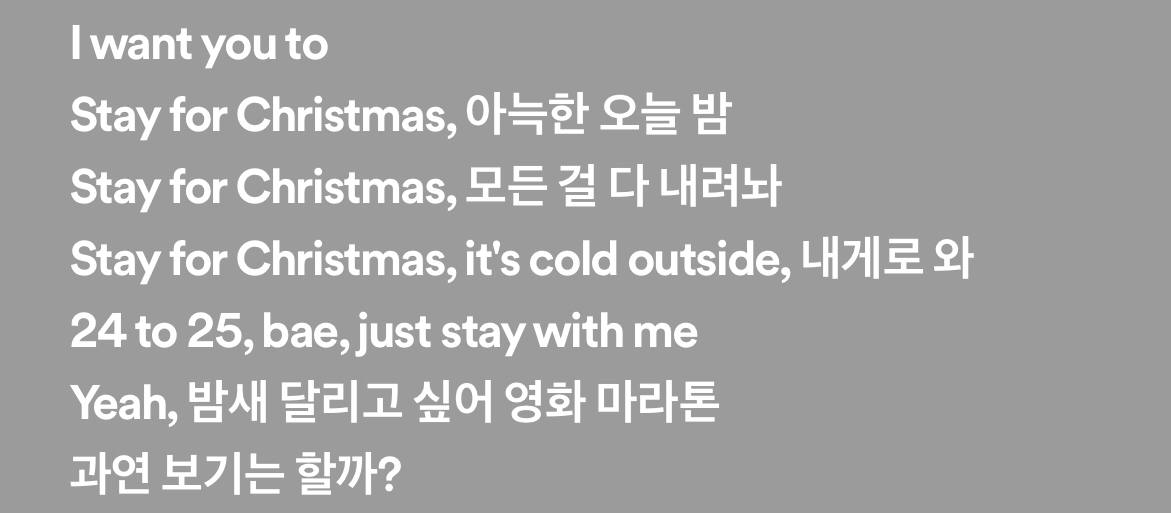 I want you to
Stay for Christmas, 아늑한 오늘 밤
Stay for Christmas, 모든 걸 다 내려놔
Stay for Christmas, it's cold outside, 내게로 와
24 to 25, bae, just stay with me
Yeah, 밤새 달리고 싶어 영화 마라톤
과연 보기는 할까?